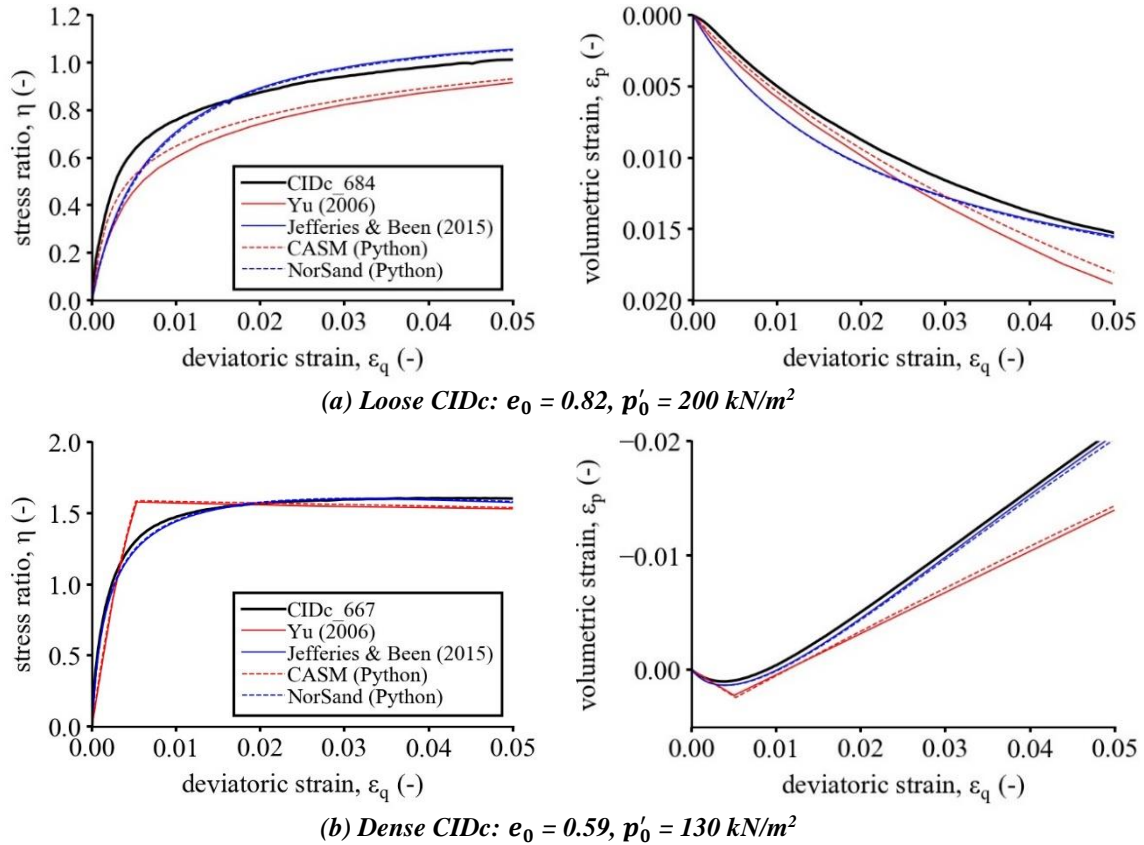 1.2
1.0
0.8
0.6
0.4
0.2
0.0
stress ratio, η (-)
CIDc_684
Yu (2006)
Jefferies & Been (2015)
CASM (Python)
NorSand (Python)
0.00 0.01 0.02 0.03 0.04 0.05
deviatoric strain, ε_q (-)
0.000
0.005
0.010
0.015
0.020
volumetric strain, ε_p (-)
0.00 0.01 0.02 0.03 0.04 0.05
deviatoric strain, ε_q (-)
(a) Loose CIDc: e₀ = 0.82, p′₀ = 200 kN/m²
2.0
1.5
1.0
0.5
0.0
stress ratio, η (-)
CIDc_667
Yu (2006)
Jefferies & Been (2015)
CASM (Python)
NorSand (Python)
0.00 0.01 0.02 0.03 0.04 0.05
deviatoric strain, ε_q (-)
−0.02
−0.01
0.00
volumetric strain, ε_p (-)
0.00 0.01 0.02 0.03 0.04 0.05
deviatoric strain, ε_q (-)
(b) Dense CIDc: e₀ = 0.59, p′₀ = 130 kN/m²